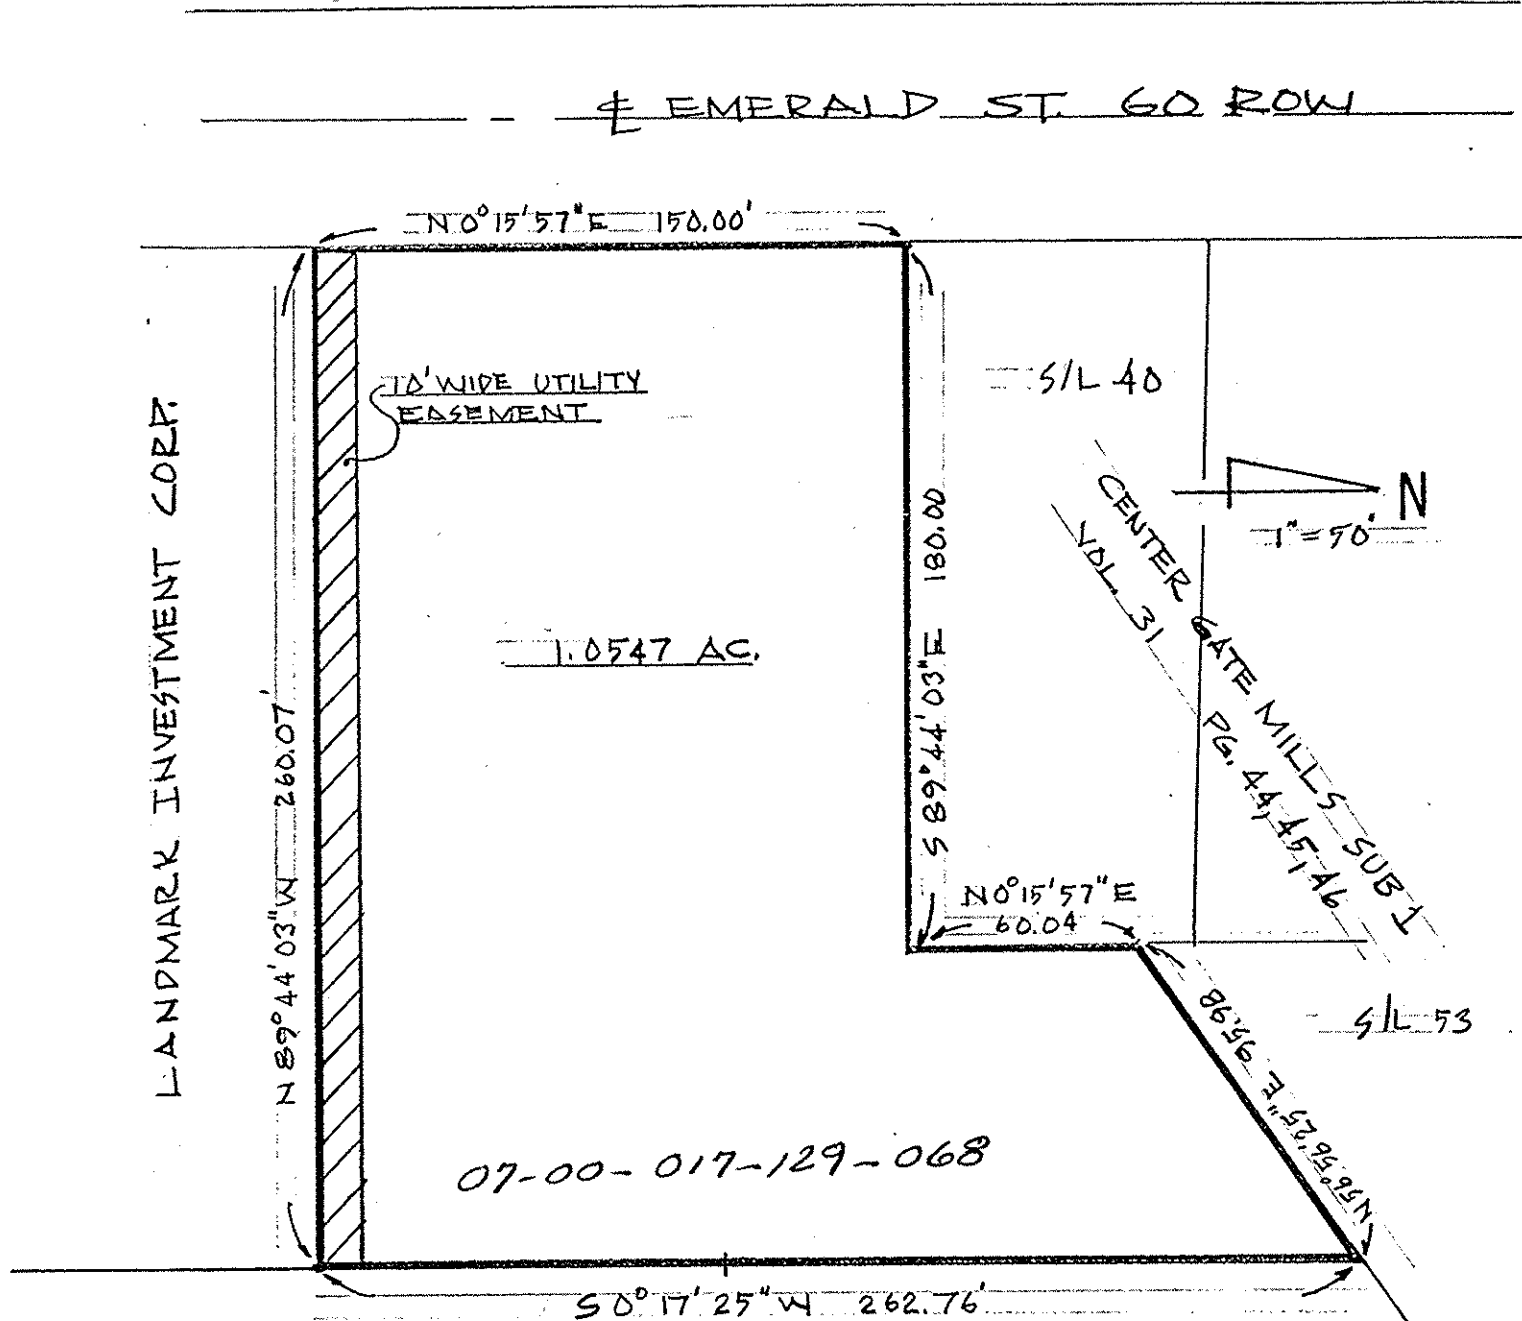 ℄ EMERALD ST. 60 ROW
N 0° 15' 57" E 150.00'
10' WIDE UTILITY
EASEMENT
S/L 40
LANDMARK INVESTMENT CORP.
N
1" = 50'
CENTER GATE MILLS SUB 1
VOL. 31 PG. 44, 45, 46
S 89° 44' 03" E 180.00
1.0547 AC.
N 89° 44' 03" W 260.07'
N 0° 15' 57" E
60.04
N 56° 56' 25" E 95.98
S/L 53
07-00-017-129-068
S 0° 17' 25" W 262.76'